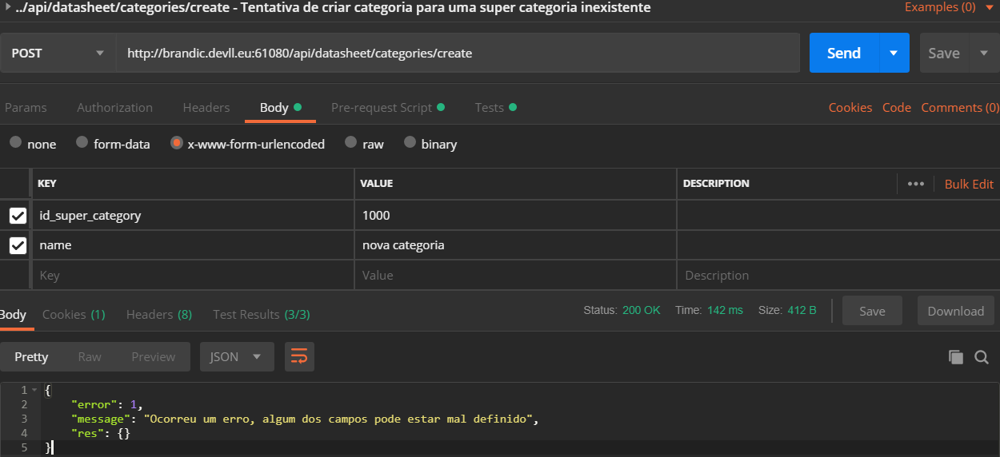 ../api/datasheet/categories/create - Tentativa de criar categoria para uma super categoria inexistente Examples (0)
POST http://brandic.devll.eu:61080/api/datasheet/categories/create Send Save
Params Authorization Headers Body Pre-request Script Tests Cookies Code Comments (0)
none form-data x-www-form-urlencoded raw binary
KEY VALUE DESCRIPTION ••• Bulk Edit
id_super_category 1000
name nova categoria
Key Value Description
Body Cookies (1) Headers (8) Test Results (3/3) Status: 200 OK Time: 142 ms Size: 412 B Save Download
Pretty Raw Preview JSON
1 {
2 "error": 1,
3 "message": "Ocorreu um erro, algum dos campos pode estar mal definido",
4 "res": {}
5 }